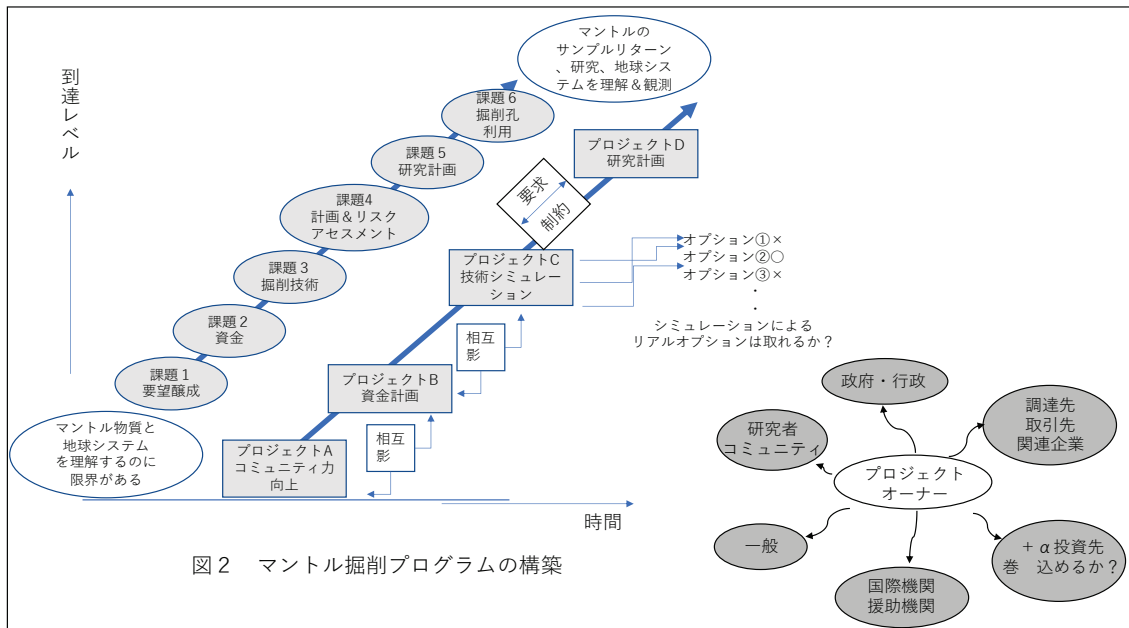 マントルの
サンプルリターン
、研究、地球シス
テムを理解＆観測
到達レベル
課題６
掘削孔
利用
課題５
研究計画
課題4
計画＆リスク
アセスメント
課題３
掘削技術
課題２
資金
課題１
要望醸成
マントル物質と
地球システム
を理解するのに
限界がある
プロジェクトD
研究計画
要求
制約
プロジェクトC
技術シミュレー
ション
オプション①×
オプション②○
オプション③×
・
・
シミュレーションによる
リアルオプションは取れるか？
相互
影
プロジェクトB
資金計画
相互
影
プロジェクトA
コミュニティ力
向上
時間
政府・行政
調達先
取引先
関連企業
研究者
コミュニティ
プロジェクト
オーナー
一般
＋α投資先
巻　込めるか？
国際機関
援助機関
図２　マントル掘削プログラムの構築